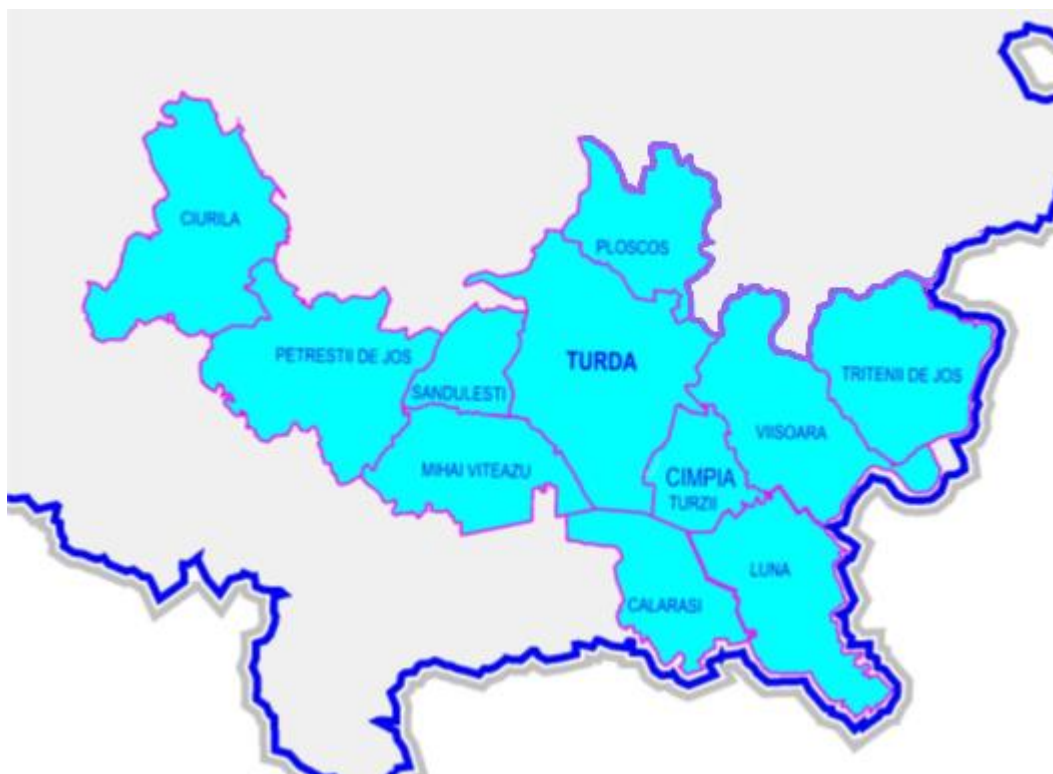 CIURILA
PLOSCOS
PETRESTII DE JOS
TURDA
TRITENII DE JOS
SANDULESTI
VIISOARA
MIHAI VITEAZU
CIMPIA
TURZII
LUNA
CALARASI